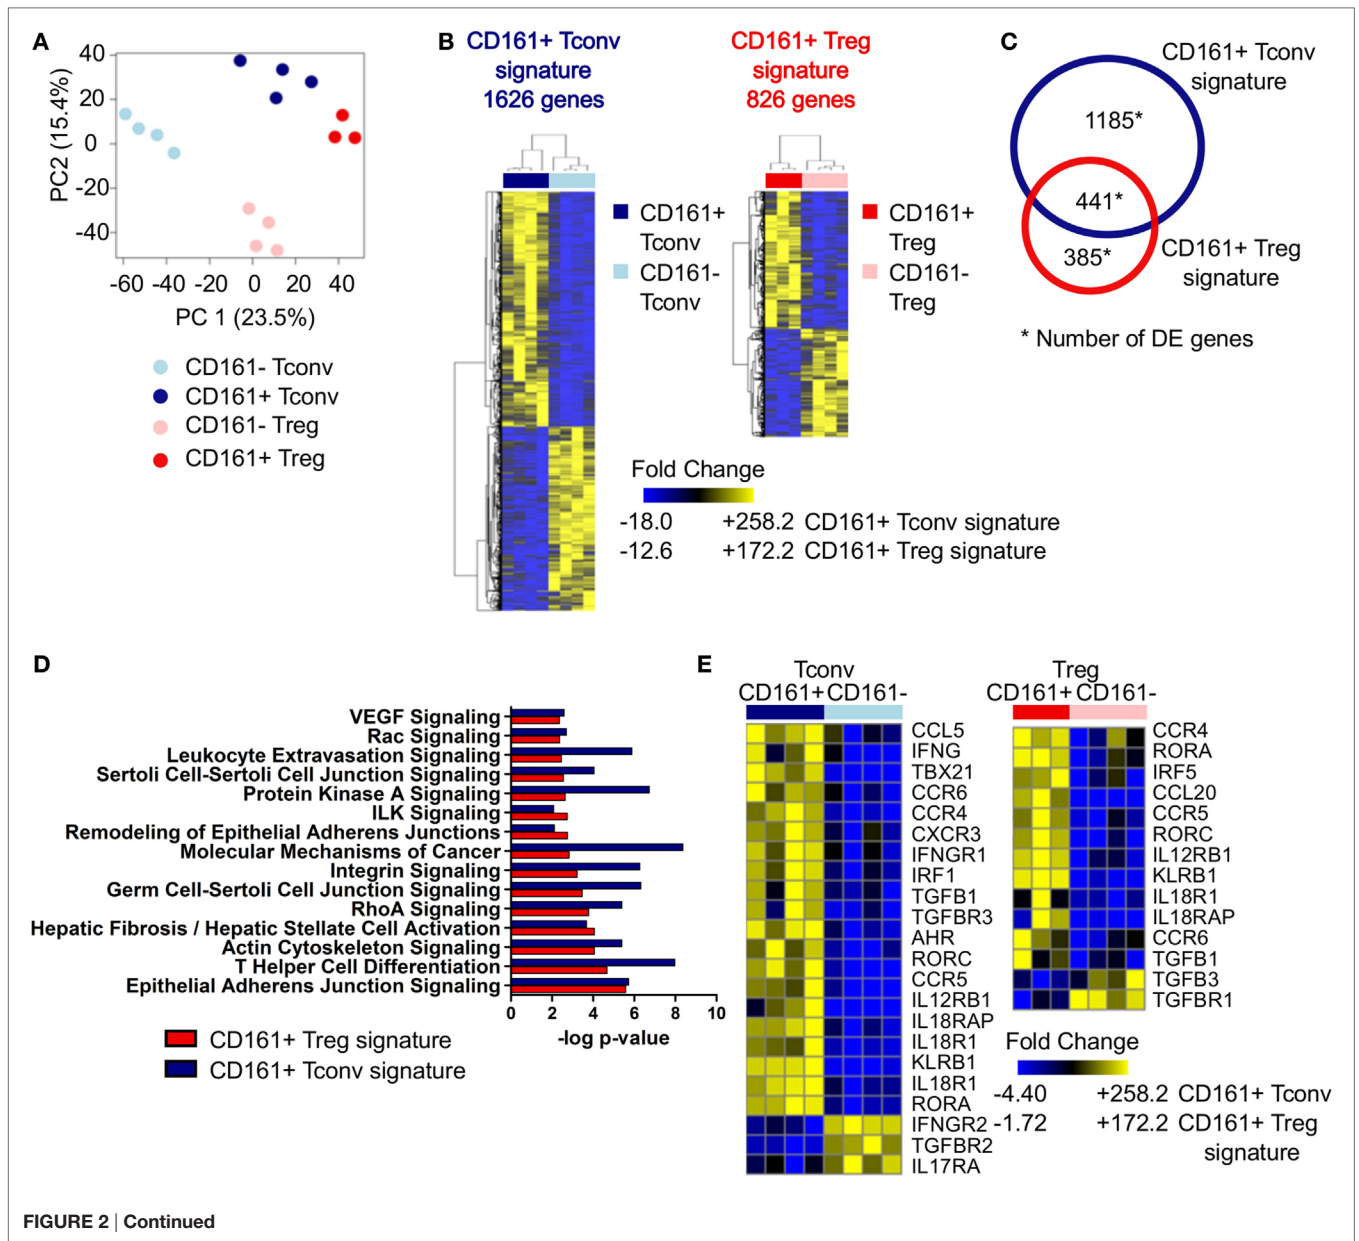 A
40
20
0
-20
-40
PC2 (15.4%)
-60 -40 -20 0 20 40
PC 1 (23.5%)
CD161- Tconv
CD161+ Tconv
CD161- Treg
CD161+ Treg
B
CD161+ Tconv
signature
1626 genes
CD161+ Treg
signature
826 genes
CD161+
Tconv
CD161-
Tconv
CD161+
Treg
CD161-
Treg
Fold Change
-18.0 +258.2 CD161+ Tconv signature
-12.6 +172.2 CD161+ Treg signature
C
CD161+ Tconv
signature
1185*
441*
385*
CD161+ Treg
signature
* Number of DE genes
D
VEGF Signaling
Rac Signaling
Leukocyte Extravasation Signaling
Sertoli Cell-Sertoli Cell Junction Signaling
Protein Kinase A Signaling
ILK Signaling
Remodeling of Epithelial Adherens Junctions
Molecular Mechanisms of Cancer
Integrin Signaling
Germ Cell-Sertoli Cell Junction Signaling
RhoA Signaling
Hepatic Fibrosis / Hepatic Stellate Cell Activation
Actin Cytoskeleton Signaling
T Helper Cell Differentiation
Epithelial Adherens Junction Signaling
0 2 4 6 8 10
-log p-value
CD161+ Treg signature
CD161+ Tconv signature
E
Tconv
CD161+ CD161-
CCL5
IFNG
TBX21
CCR6
CCR4
CXCR3
IFNGR1
IRF1
TGFB1
TGFBR3
AHR
RORC
CCR5
IL12RB1
IL18RAP
IL18R1
KLRB1
IL18R1
RORA
IFNGR2
TGFBR2
IL17RA
Treg
CD161+ CD161-
CCR4
RORA
IRF5
CCL20
CCR5
RORC
IL12RB1
KLRB1
IL18R1
IL18RAP
CCR6
TGFB1
TGFB3
TGFBR1
Fold Change
-4.40 +258.2 CD161+ Tconv
-1.72 +172.2 CD161+ Treg
signature
FIGURE 2 | Continued